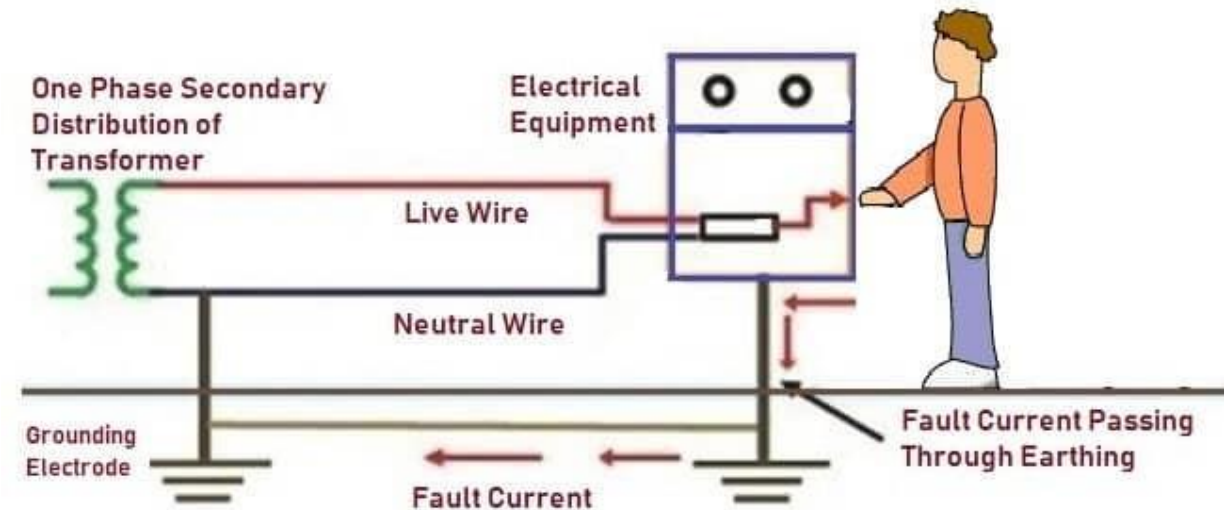 One Phase Secondary
Distribution of
Transformer
Electrical
Equipment
Live Wire
Neutral Wire
Grounding
Electrode
Fault Current
Fault Current Passing
Through Earthing